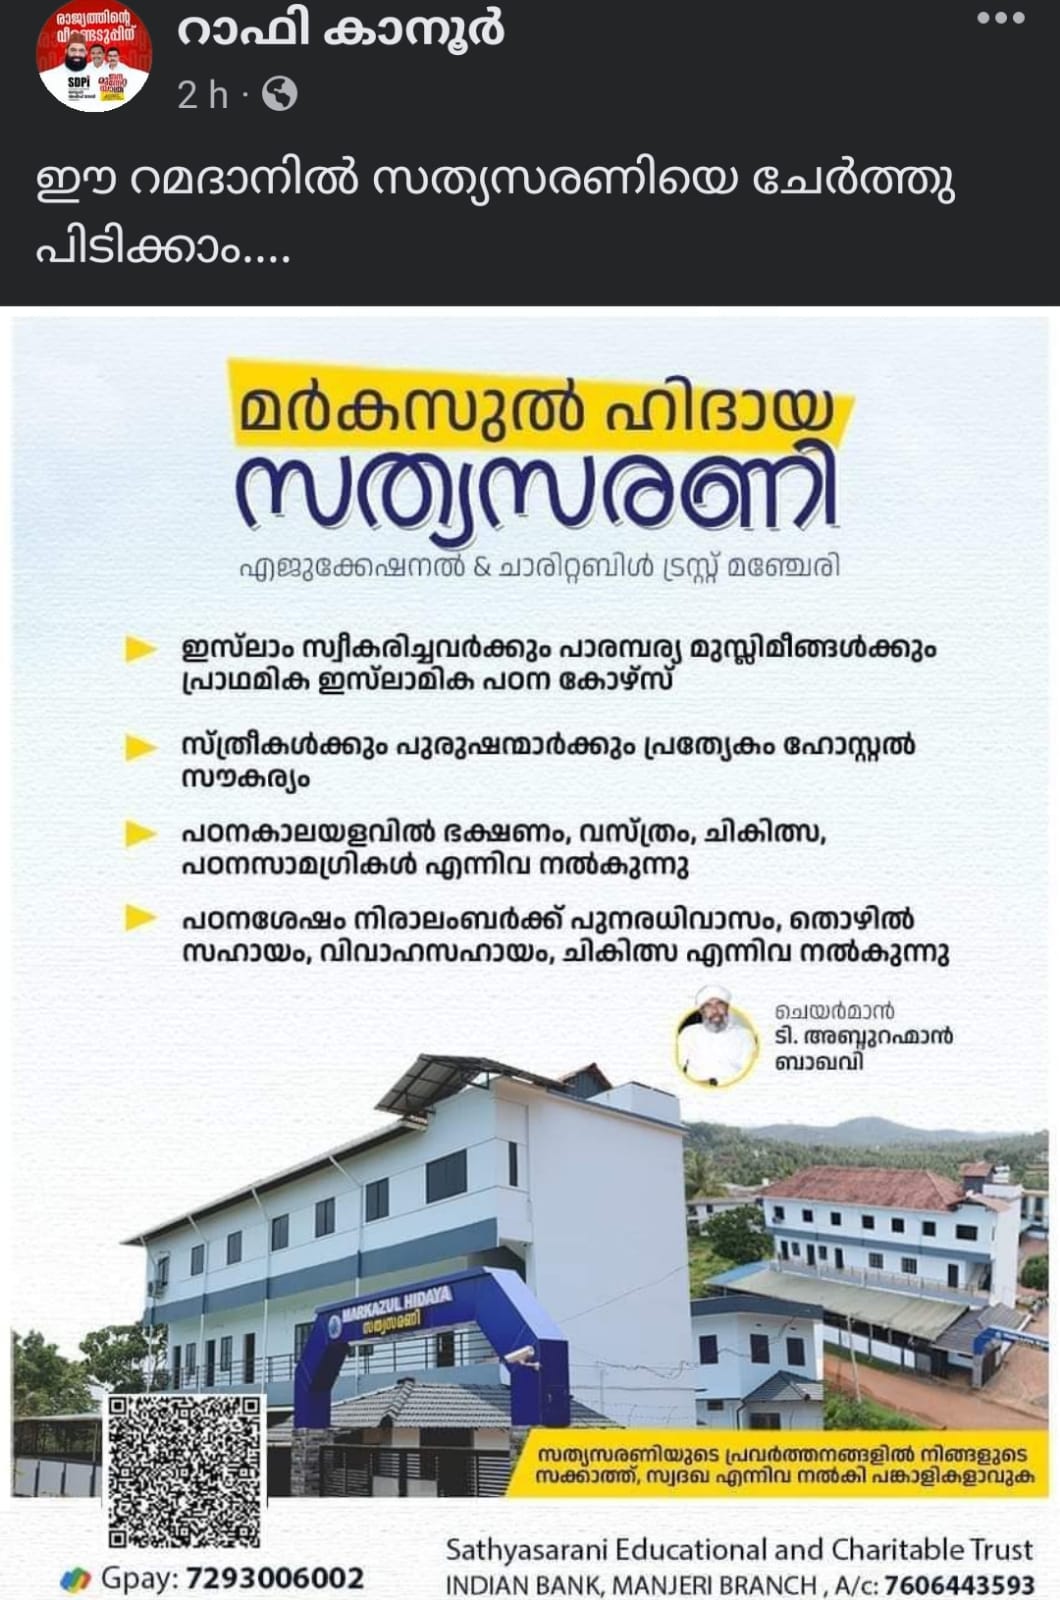 രാജ്യത്തിന്റെ
വീണ്ടെടുപ്പിന്
SDPI
റാഫി കാനൂർ
2 h ·
ഈ റമദാനിൽ സത്യസരണിയെ ചേർത്തു
പിടിക്കാം....
മർകസുൽ ഹിദായ
സത്യസരണി
എജുക്കേഷനൽ & ചാരിറ്റബിൾ ട്രസ്റ്റ് മഞ്ചേരി
ഇസ്‌ലാം സ്വീകരിച്ചവർക്കും പാരമ്പര്യ മുസ്ലിമീങ്ങൾക്കും
പ്രാഥമിക ഇസ്‌ലാമിക പഠന കോഴ്സ്
സ്ത്രീകൾക്കും പുരുഷന്മാർക്കും പ്രത്യേകം ഹോസ്റ്റൽ
സൗകര്യം
പഠനകാലയളവിൽ ഭക്ഷണം, വസ്ത്രം, ചികിത്സ,
പഠനസാമഗ്രികൾ എന്നിവ നൽകുന്നു
പഠനശേഷം നിരാലംബർക്ക് പുനരധിവാസം, തൊഴിൽ
സഹായം, വിവാഹസഹായം, ചികിത്സ എന്നിവ നൽകുന്നു
ചെയർമാൻ
ടി. അബ്ദുറഹ്മാൻ
ബാഖവി
MARKAZUL HIDAYA
സത്യസരണി
സത്യസരണിയുടെ പ്രവർത്തനങ്ങളിൽ നിങ്ങളുടെ
സക്കാത്ത്, സ്വദഖ എന്നിവ നൽകി പങ്കാളികളാവുക
Gpay: 7293006002
Sathyasarani Educational and Charitable Trust
INDIAN BANK, MANJERI BRANCH , A/c: 7606443593